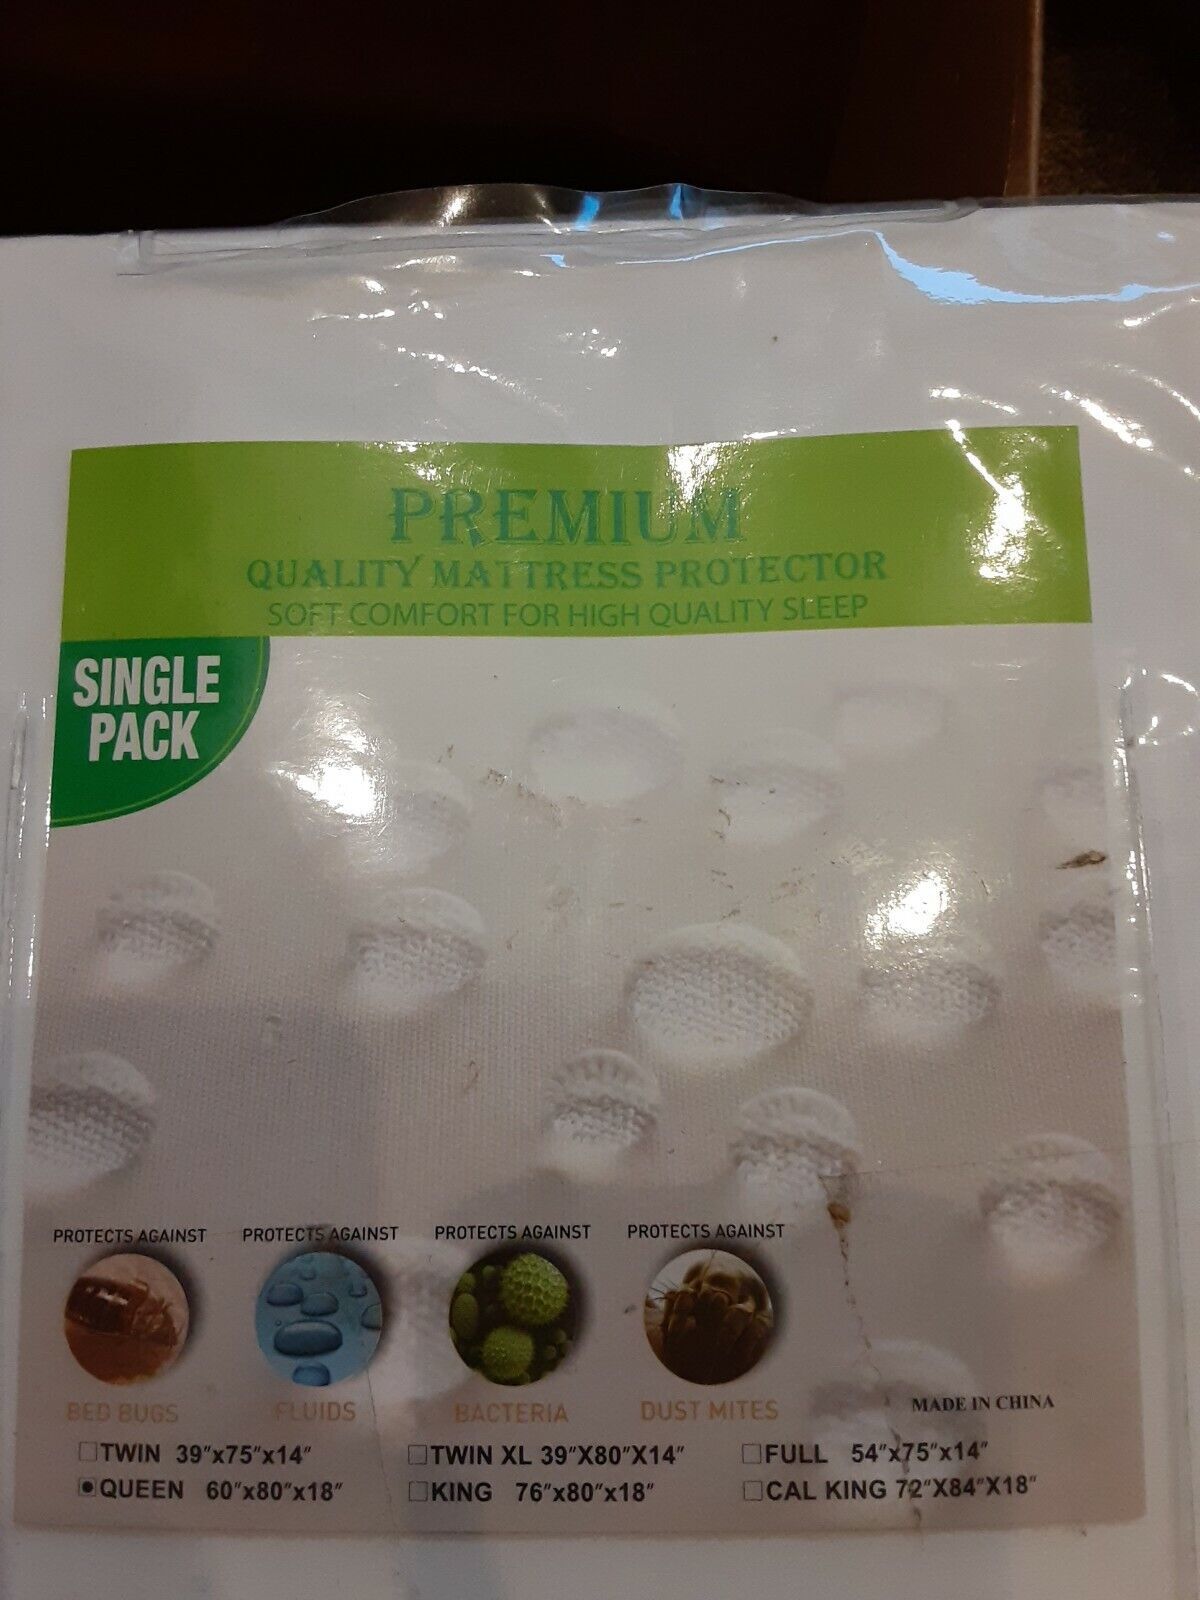 PREMIUM
QUALITY MATTRESS PROTECTOR
SOFT COMFORT FOR HIGH QUALITY SLEEP
SINGLE
PACK
PROTECTS AGAINST PROTECTS AGAINST PROTECTS AGAINST PROTECTS AGAINST
BED BUGS FLUIDS BACTERIA DUST MITES
MADE IN CHINA
TWIN 39"x75"x14" TWIN XL 39"X80"X14" FULL 54"x75"x14"
QUEEN 60"x80"x18" KING 76"x80"x18" CAL KING 72"X84"X18"